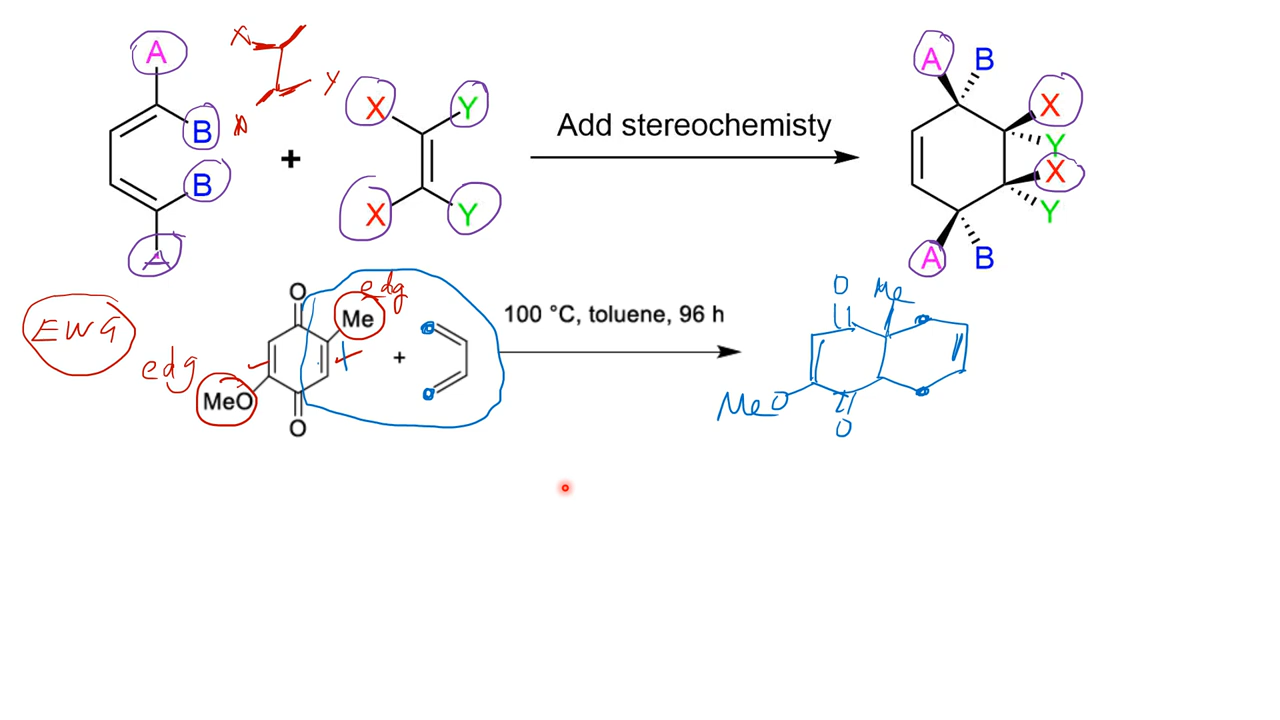 A
B
B
A
+
X
Y
X
Y
X
Y
Add stereochemisty
A
B
X
Y
X
Y
A
B
EWG
edg
MeO
O
O
edg
Me
+
100 °C, toluene, 96 h
O
Me
MeO
O